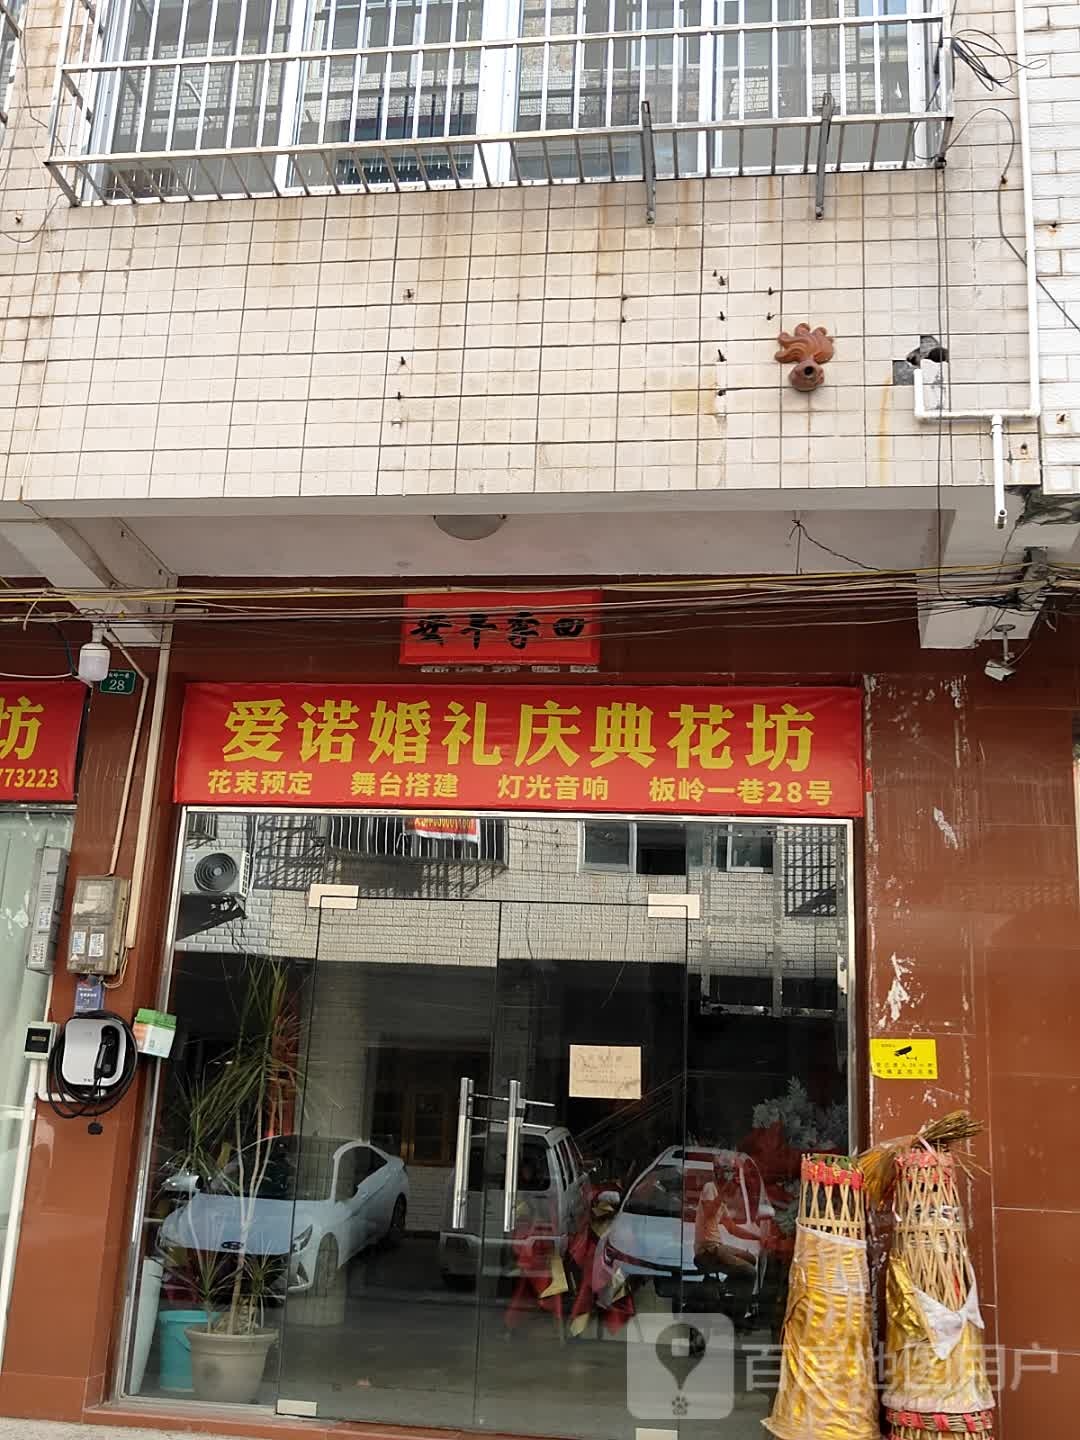 28
坊
爱诺婚礼庆典花坊
773223
花束预定 舞台搭建 灯光音响 板岭一巷28号
百度地图用户